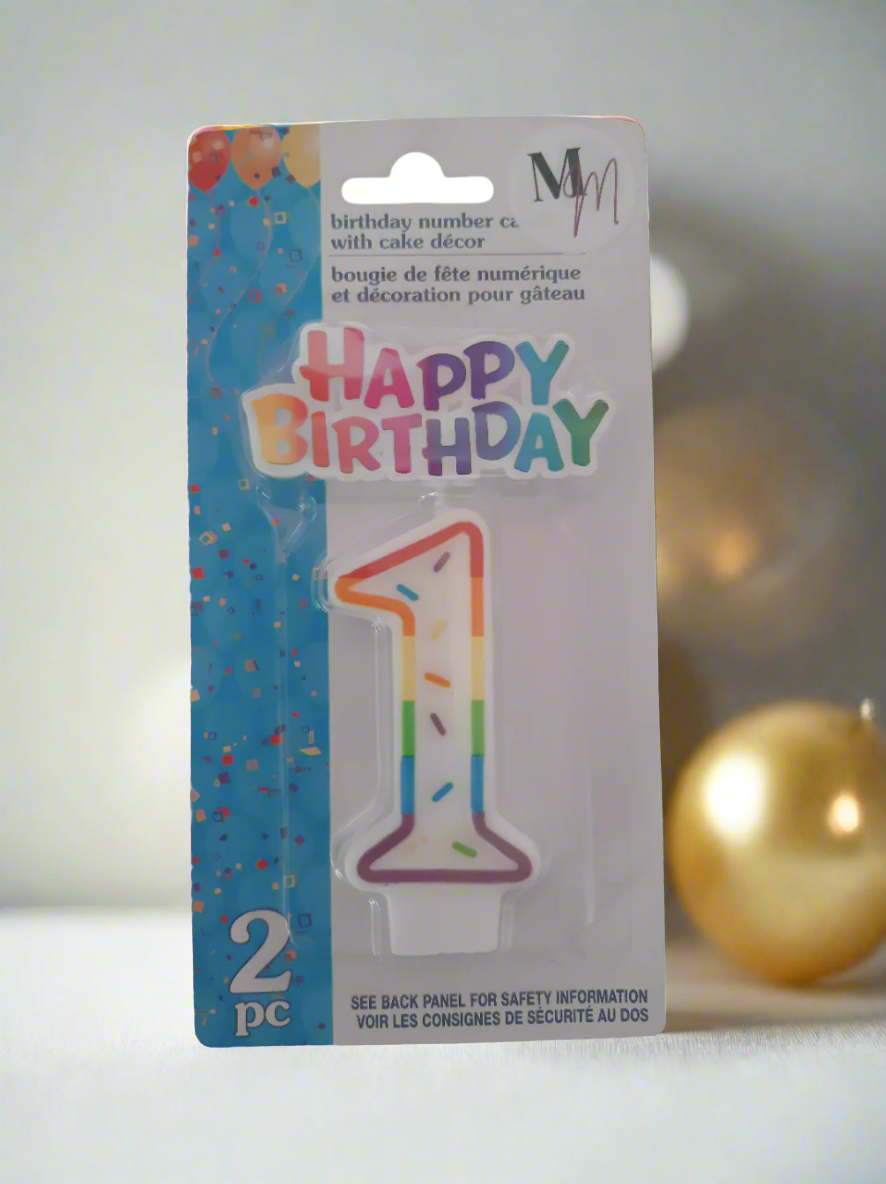 MM
birthday number
with cake décor
bougie de fête numérique
et décoration pour gâteau
HAPPY
BIRTHDAY
1
2
pc
SEE BACK PANEL FOR SAFETY INFORMATION
VOIR LES CONSIGNES DE SÉCURITÉ AU DOS